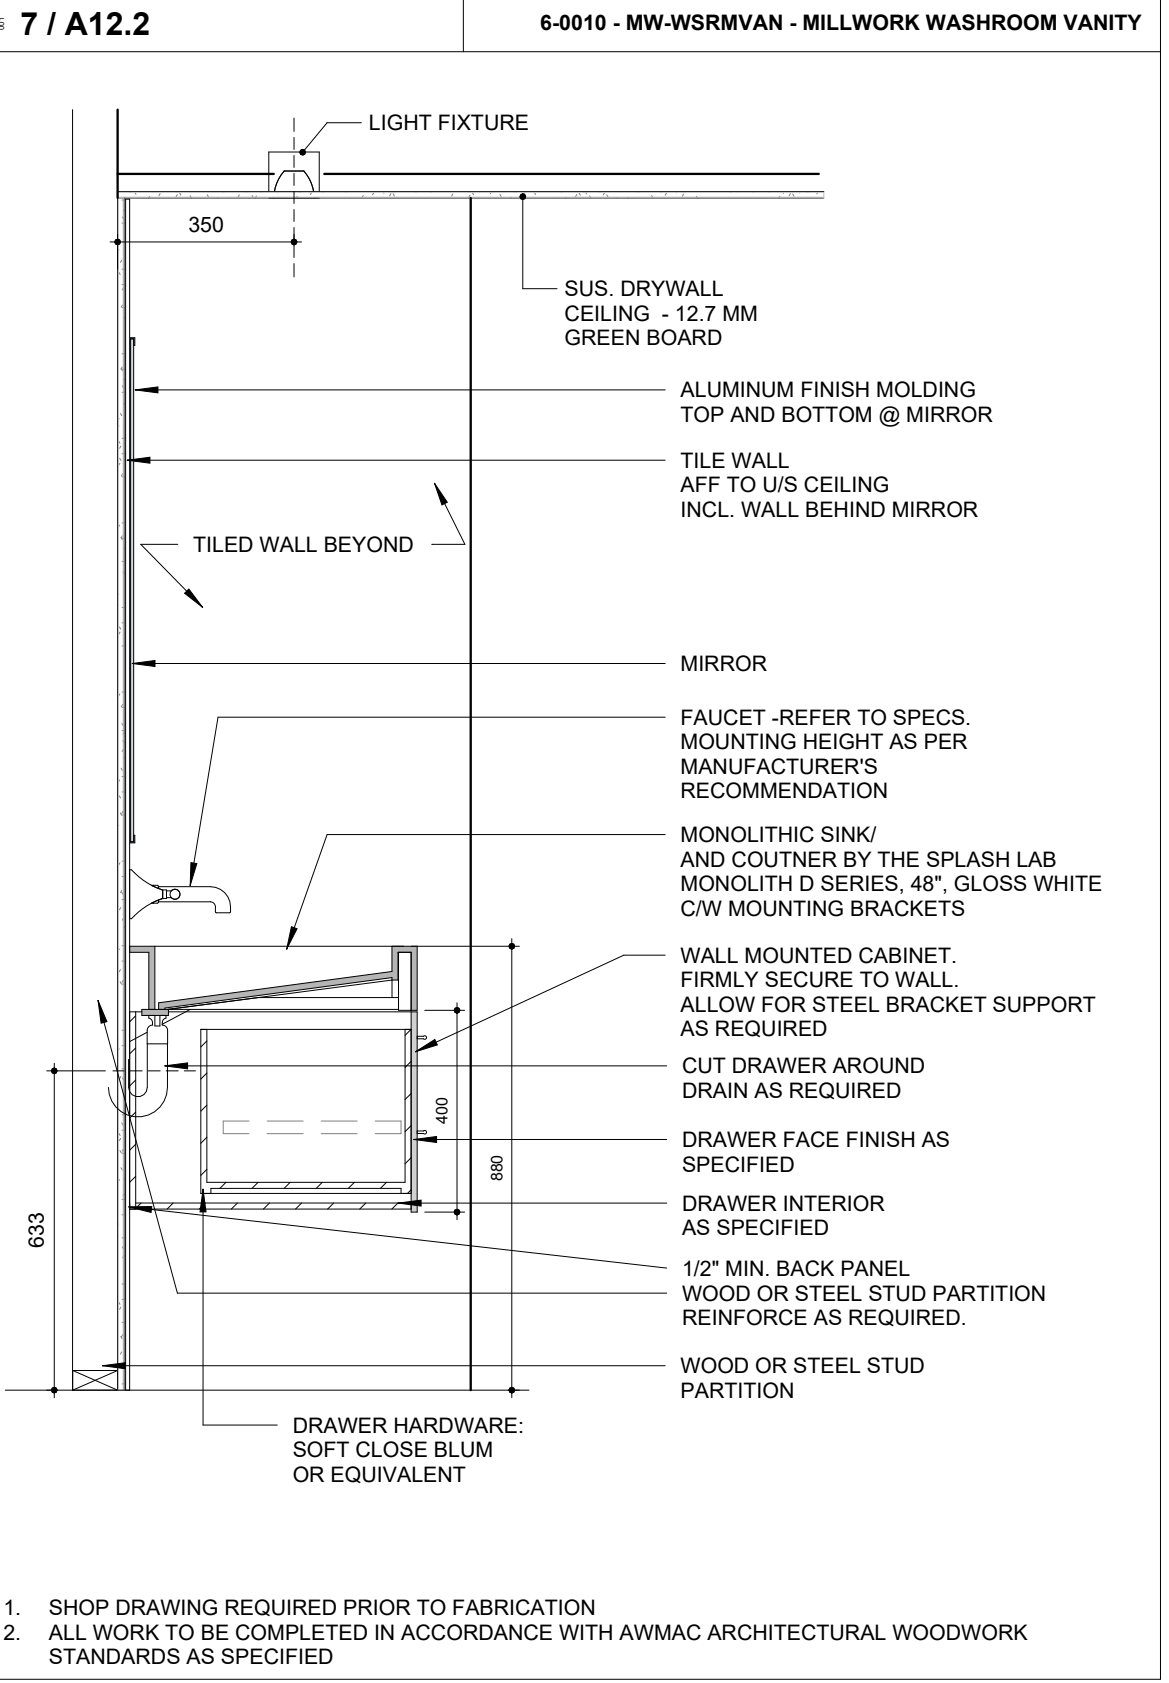 7 / A12.2
6-0010 - MW-WSRMVAN - MILLWORK WASHROOM VANITY
LIGHT FIXTURE
350
SUS. DRYWALL
CEILING - 12.7 MM
GREEN BOARD
ALUMINUM FINISH MOLDING
TOP AND BOTTOM @ MIRROR
TILE WALL
AFF TO U/S CEILING
INCL. WALL BEHIND MIRROR
TILED WALL BEYOND
MIRROR
FAUCET -REFER TO SPECS.
MOUNTING HEIGHT AS PER
MANUFACTURER'S
RECOMMENDATION
MONOLITHIC SINK/
AND COUTNER BY THE SPLASH LAB
MONOLITH D SERIES, 48", GLOSS WHITE
C/W MOUNTING BRACKETS
WALL MOUNTED CABINET.
FIRMLY SECURE TO WALL.
ALLOW FOR STEEL BRACKET SUPPORT
AS REQUIRED
CUT DRAWER AROUND
DRAIN AS REQUIRED
400
880
DRAWER FACE FINISH AS
SPECIFIED
DRAWER INTERIOR
AS SPECIFIED
633
1/2" MIN. BACK PANEL
WOOD OR STEEL STUD PARTITION
REINFORCE AS REQUIRED.
WOOD OR STEEL STUD
PARTITION
DRAWER HARDWARE:
SOFT CLOSE BLUM
OR EQUIVALENT
1. SHOP DRAWING REQUIRED PRIOR TO FABRICATION
2. ALL WORK TO BE COMPLETED IN ACCORDANCE WITH AWMAC ARCHITECTURAL WOODWORK
STANDARDS AS SPECIFIED